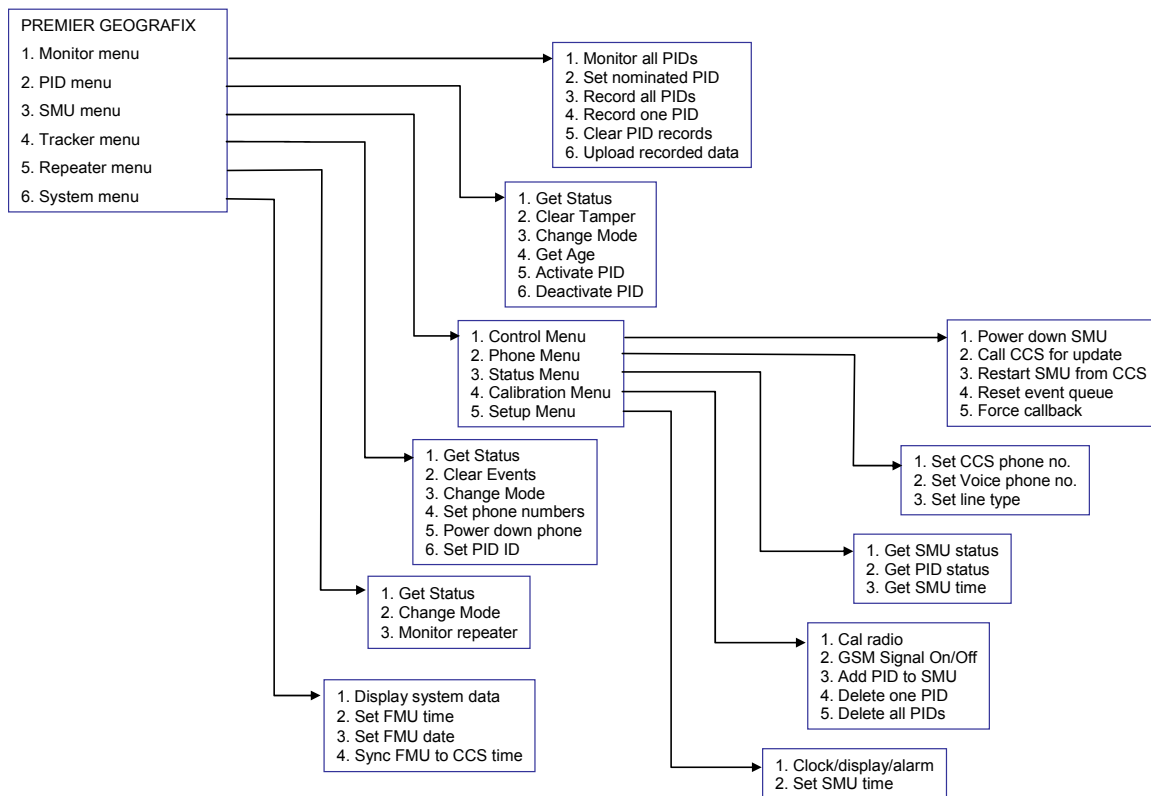 PREMIER GEOGRAFIX
1. Monitor menu
2. PID menu
3. SMU menu
4. Tracker menu
5. Repeater menu
6. System menu
1. Monitor all PIDs
2. Set nominated PID
3. Record all PIDs
4. Record one PID
5. Clear PID records
6. Upload recorded data
1. Get Status
2. Clear Tamper
3. Change Mode
4. Get Age
5. Activate PID
6. Deactivate PID
1. Control Menu
2. Phone Menu
3. Status Menu
4. Calibration Menu
5. Setup Menu
1. Power down SMU
2. Call CCS for update
3. Restart SMU from CCS
4. Reset event queue
5. Force callback
1. Set CCS phone no.
2. Set Voice phone no.
3. Set line type
1. Get SMU status
2. Get PID status
3. Get SMU time
1. Cal radio
2. GSM Signal On/Off
3. Add PID to SMU
4. Delete one PID
5. Delete all PIDs
1. Clock/display/alarm
2. Set SMU time
1. Get Status
2. Clear Events
3. Change Mode
4. Set phone numbers
5. Power down phone
6. Set PID ID
1. Get Status
2. Change Mode
3. Monitor repeater
1. Display system data
2. Set FMU time
3. Set FMU date
4. Sync FMU to CCS time